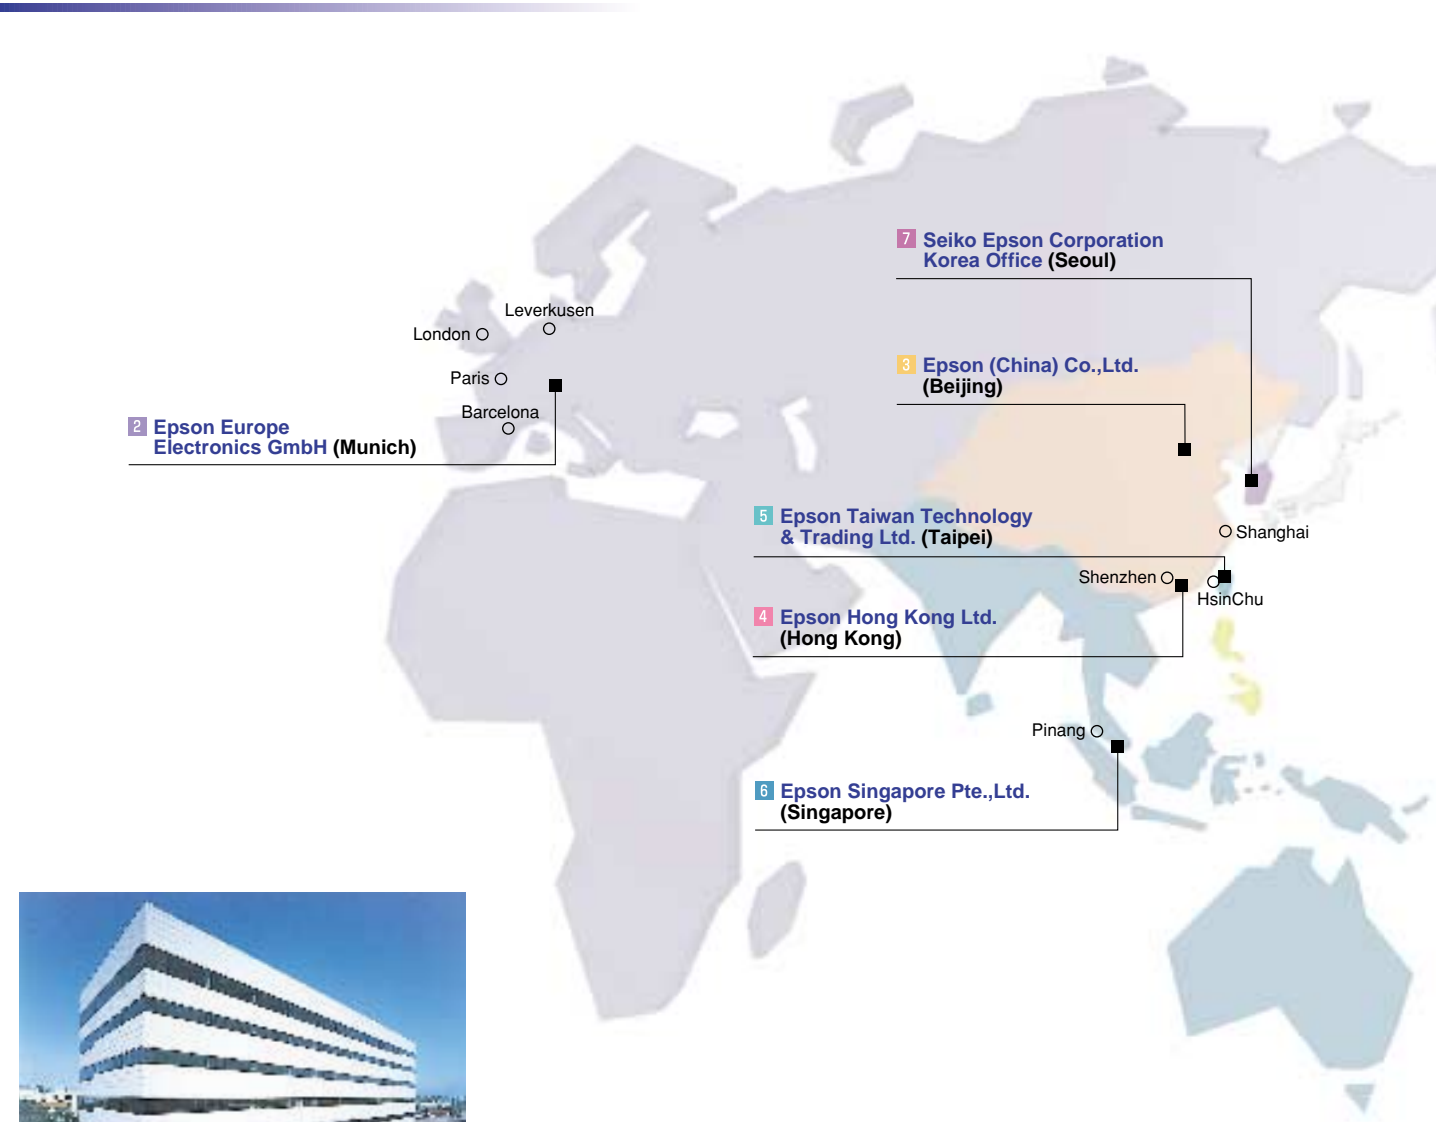 7 Seiko Epson Corporation
Korea Office (Seoul)
Leverkusen
London
3 Epson (China) Co.,Ltd.
(Beijing)
Paris
Barcelona
2 Epson Europe
Electronics GmbH (Munich)
5 Epson Taiwan Technology
& Trading Ltd. (Taipei)
Shanghai
Shenzhen
HsinChu
4 Epson Hong Kong Ltd.
(Hong Kong)
Pinang
6 Epson Singapore Pte.,Ltd.
(Singapore)